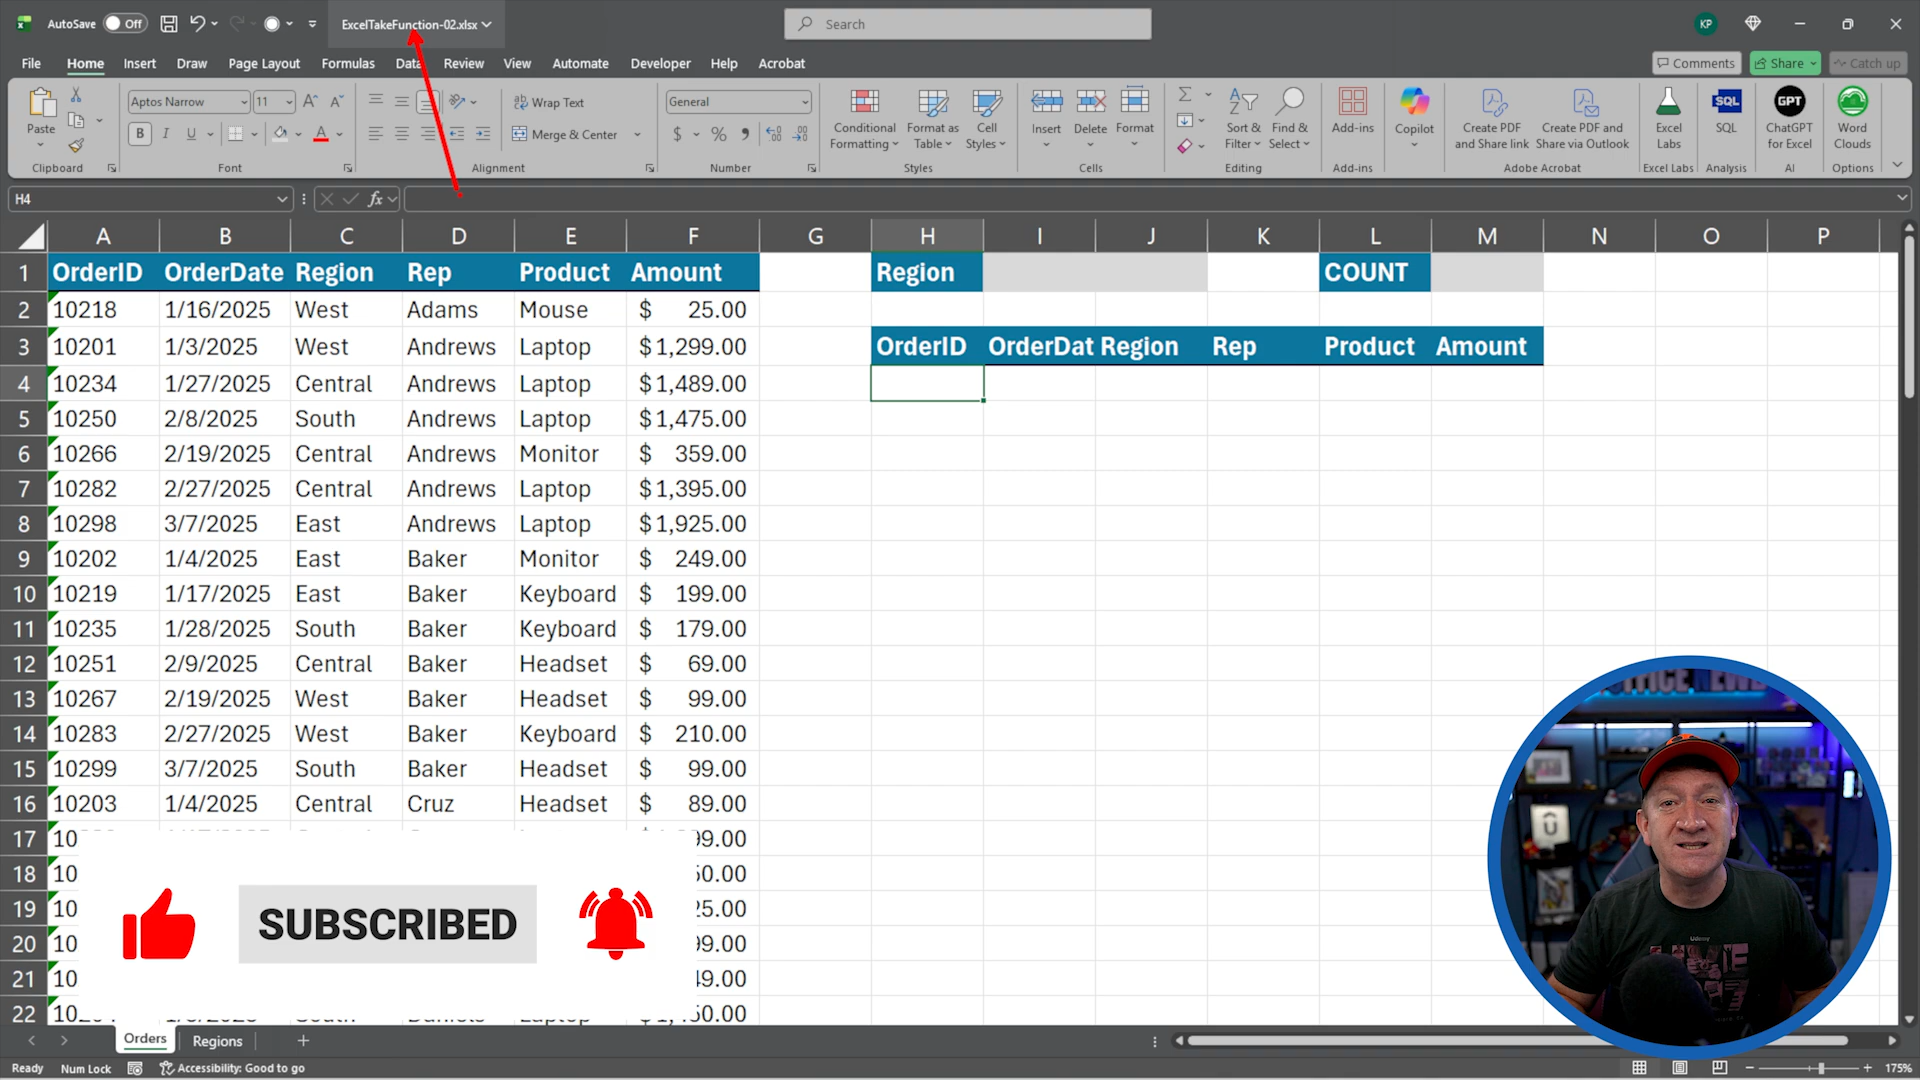 AutoSave Off ExcelTakeFunction-02.xlsx Search KP
File Home Insert Draw Page Layout Formulas Data Review View Automate Developer Help Acrobat Comments Share Catch up
Paste Aptos Narrow 11 Wrap Text General Conditional Formatting Format as Table Cell Styles Insert Delete Format Sort & Filter Find & Select Add-ins Copilot Create PDF and Share link Create PDF and Share via Outlook Excel Labs SQL SQL GPT ChatGPT for Excel Word Clouds
B I U A Merge & Center $ %
Clipboard Font Alignment Number Styles Cells Editing Add-ins Adobe Acrobat Excel Labs Analysis AI Options
H4 fx
A B C D E F G H I J K L M N O P
1 OrderID OrderDate Region Rep Product Amount Region COUNT
2 10218 1/16/2025 West Adams Mouse $ 25.00
3 10201 1/3/2025 West Andrews Laptop $1,299.00 OrderID OrderDat Region Rep Product Amount
4 10234 1/27/2025 Central Andrews Laptop $1,489.00
5 10250 2/8/2025 South Andrews Laptop $1,475.00
6 10266 2/19/2025 Central Andrews Monitor $ 359.00
7 10282 2/27/2025 Central Andrews Laptop $1,395.00
8 10298 3/7/2025 East Andrews Laptop $1,925.00
9 10202 1/4/2025 East Baker Monitor $ 249.00
10 10219 1/17/2025 East Baker Keyboard $ 199.00
11 10235 1/28/2025 South Baker Keyboard $ 179.00
12 10251 2/9/2025 Central Baker Headset $ 69.00
13 10267 2/19/2025 West Baker Headset $ 99.00
14 10283 2/27/2025 West Baker Keyboard $ 210.00
15 10299 3/7/2025 South Baker Headset $ 99.00
16 10203 1/4/2025 Central Cruz Headset $ 89.00
17 10 99.00
18 10 50.00
19 10 25.00
20 10 99.00
21 10 49.00
22
SUBSCRIBED
Udemy
Orders Regions
Ready Num Lock Accessibility: Good to go 175%